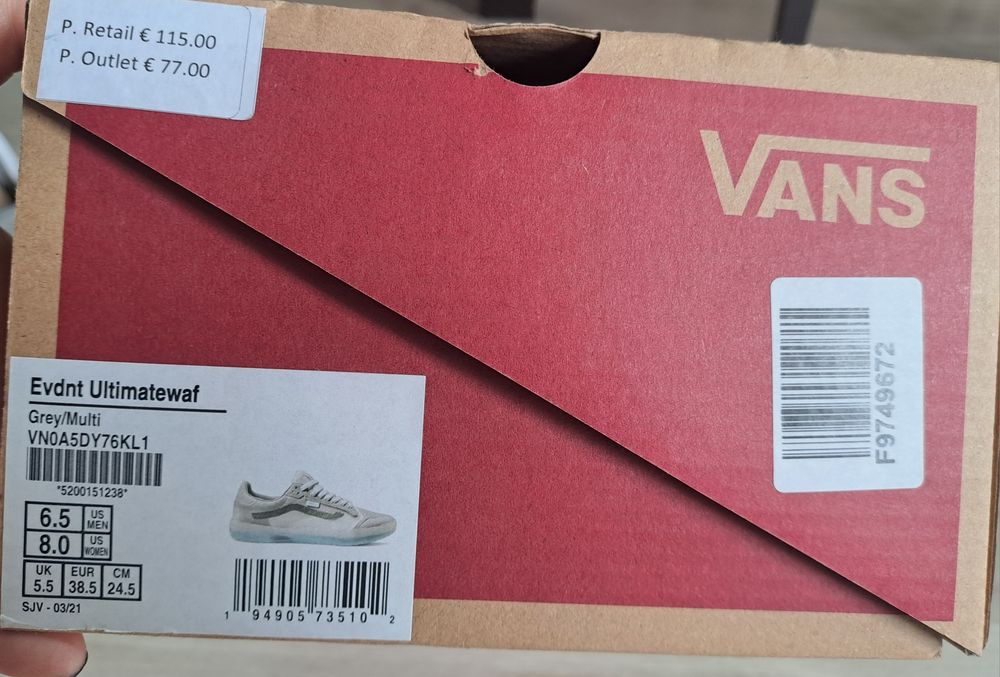 P. Retail € 115.00
P. Outlet € 77.00
VANS
F9749672
Evdnt Ultimatewaf
Grey/Multi
VN0A5DY76KL1
*5200151238*
6.5 US MEN
8.0 US WOMEN
UK EUR CM
5.5 38.5 24.5
SJV - 03/21
1 94905 73510 2